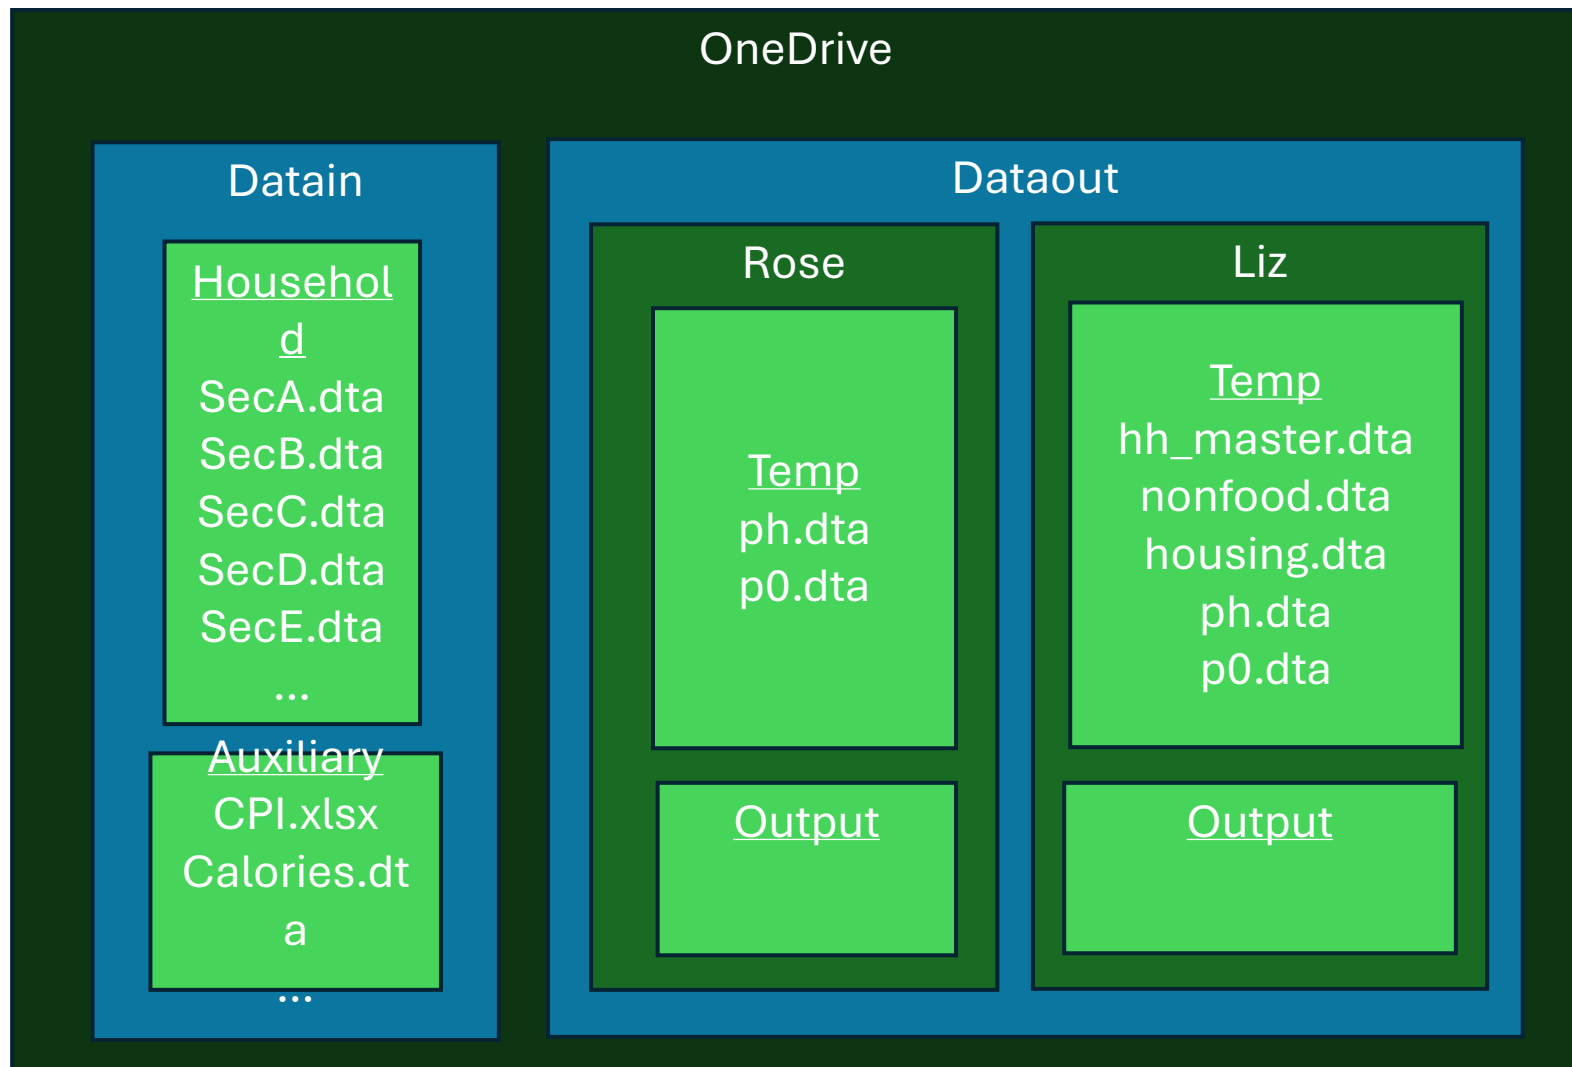 OneDrive
Datain
Househol
d
SecA.dta
SecB.dta
SecC.dta
SecD.dta
SecE.dta
...
Auxiliary
CPI.xlsx
Calories.dt
a
...
Dataout
Rose
Temp
ph.dta
p0.dta
Output
Liz
Temp
hh_master.dta
nonfood.dta
housing.dta
ph.dta
p0.dta
Output